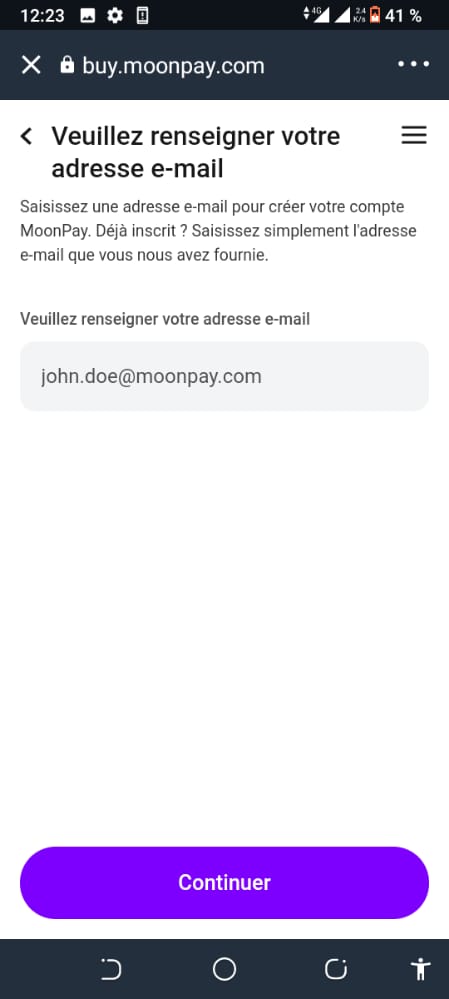 12:23 4G 2.4 K/s 41 %
buy.moonpay.com
Veuillez renseigner votre
adresse e-mail
Saisissez une adresse e-mail pour créer votre compte
MoonPay. Déjà inscrit ? Saisissez simplement l'adresse
e-mail que vous nous avez fournie.
Veuillez renseigner votre adresse e-mail
john.doe@moonpay.com
Continuer